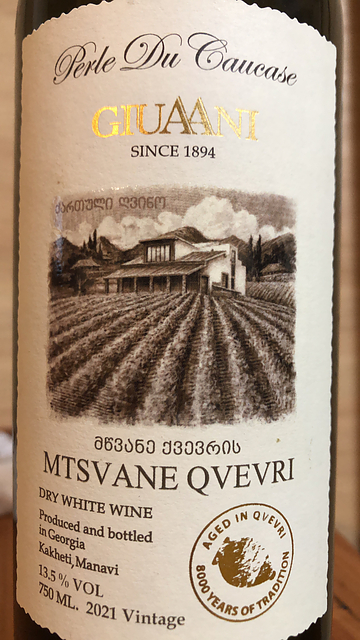 Perle Du Caucase
GIUAANI
SINCE 1894
ქართული ღვინო
მწვანე ქვევრის
MTSVANE QVEVRI
DRY WHITE WINE
Produced and bottled
in Georgia
Kakheti, Manavi
13.5 % VOL
750 ML. 2021 Vintage
AGED IN QVEVRI
8000 YEARS OF TRADITION